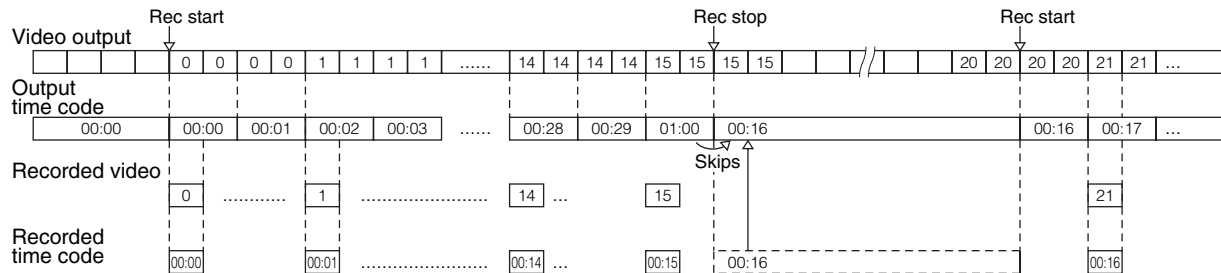 Rec start Rec stop Rec start
Video output
0 0 0 0 1 1 1 1 ...... 14 14 14 14 15 15 15 15 20 20 20 20 21 21 ...
Output
time code
00:00 00:00 00:01 00:02 00:03 ...... 00:28 00:29 01:00 00:16 00:16 00:17 ...
Skips
Recorded video
0 ............ 1 ........................ 14 ... 15 21
Recorded
time code
00:00 00:01 ........................ 00:14 ... 00:15 00:16 00:16